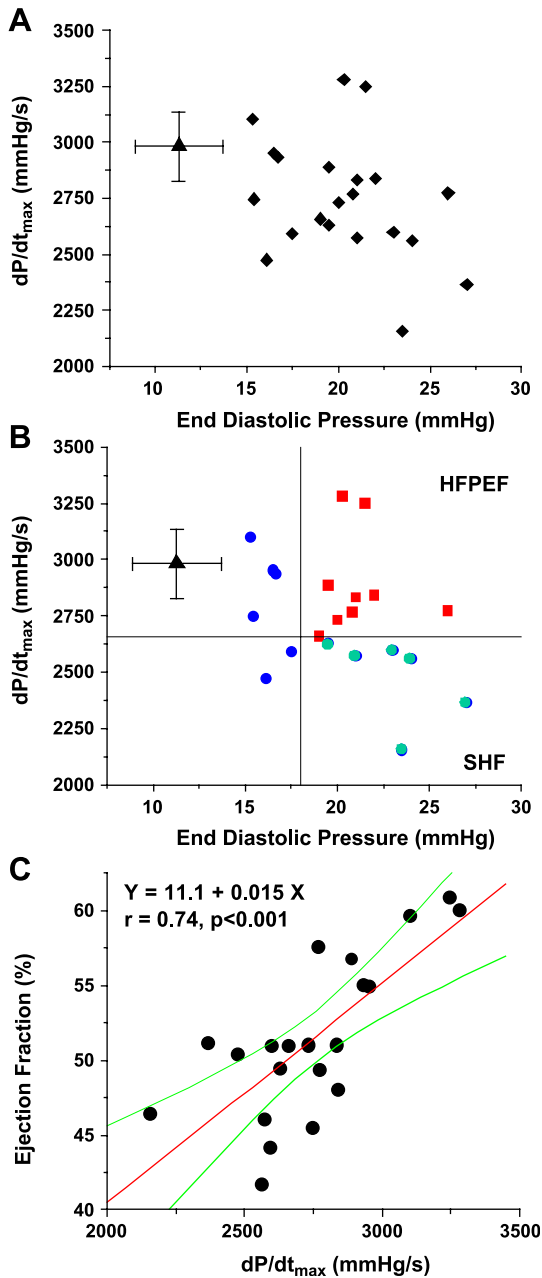 A
3500
3250
3000
2750
2500
2250
2000
dP/dtmax (mmHg/s)
10 15 20 25 30
End Diastolic Pressure (mmHg)
B
3500
3250
3000
2750
2500
2250
2000
dP/dtmax (mmHg/s)
HFPEF
SHF
10 15 20 25 30
End Diastolic Pressure (mmHg)
C
Y = 11.1 + 0.015 X
r = 0.74, p<0.001
60
55
50
45
40
Ejection Fraction (%)
2000 2500 3000 3500
dP/dtmax (mmHg/s)